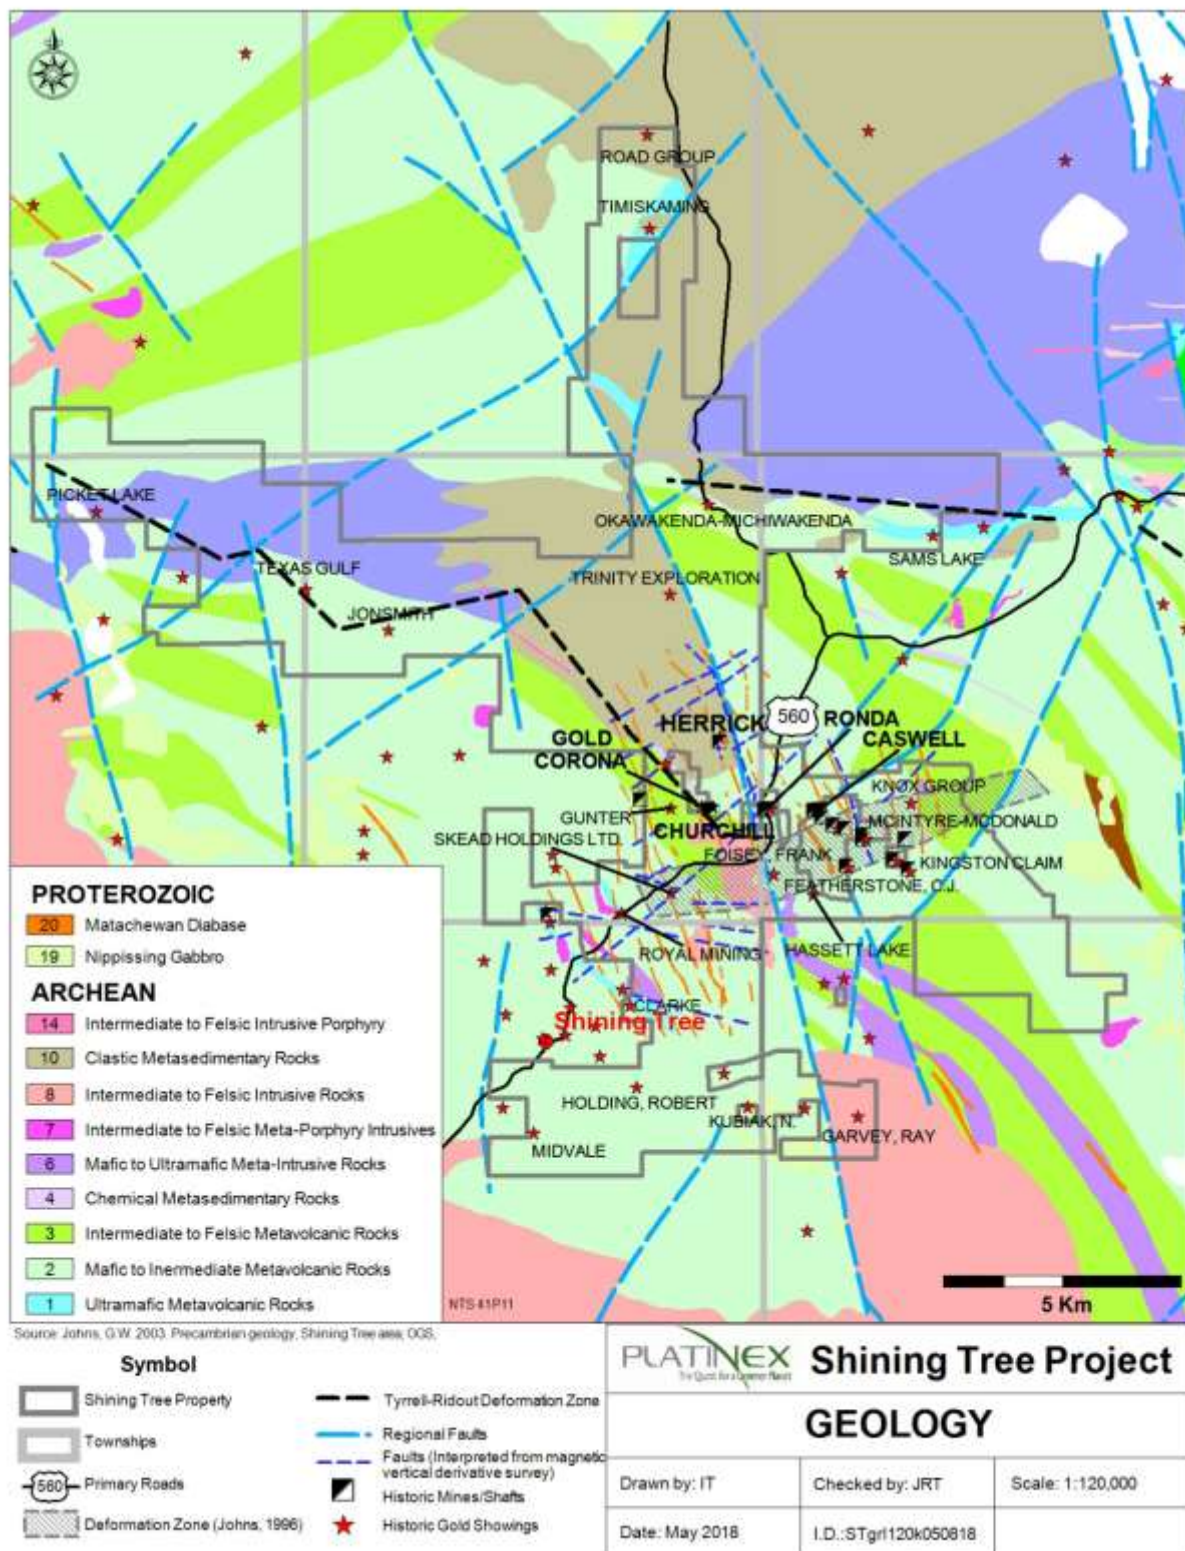 ROAD GROUP
TIMISKAMING
PICKET LAKE
OKAWAKENDA-MICHIWAKENDA
SAMS LAKE
TEXAS GULF
TRINITY EXPLORATION
JONSMITH
HERRICK
560
RONDA
GOLD
CORONA
CASWELL
KNOX GROUP
GUNTER
MCINTYRE-MCDONALD
SKEAD HOLDINGS LTD.
CHURCHILL
FOISEY, FRANK
KINGSTON CLAIM
FEATHERSTONE, C.J.
ROYAL MINING
HASSETT LAKE
CLARKE
Shining Tree
HOLDING, ROBERT
KUBIAK, N.
GARVEY, RAY
MIDVALE
PROTEROZOIC
20 Matachewan Diabase
19 Nippissing Gabbro
ARCHEAN
14 Intermediate to Felsic Intrusive Porphyry
10 Clastic Metasedimentary Rocks
8 Intermediate to Felsic Intrusive Rocks
7 Intermediate to Felsic Meta-Porphyry Intrusives
6 Mafic to Ultramafic Meta-Intrusive Rocks
4 Chemical Metasedimentary Rocks
3 Intermediate to Felsic Metavolcanic Rocks
2 Mafic to Inermediate Metavolcanic Rocks
1 Ultramafic Metavolcanic Rocks
NTS 41P11
5 Km
Source: Johns, G.W. 2003. Precambrian geology, Shining Tree area; OGS,
Symbol
Shining Tree Property
Townships
560 Primary Roads
Deformation Zone (Johns, 1996)
Tyrrell-Ridout Deformation Zone
Regional Faults
Faults (Interpreted from magnetic
vertical derivative survey)
Historic Mines/Shafts
Historic Gold Showings
PLATINEX
Shining Tree Project
GEOLOGY
Drawn by: IT
Checked by: JRT
Scale: 1:120,000
Date: May 2018
I.D.:STgrl120k050818